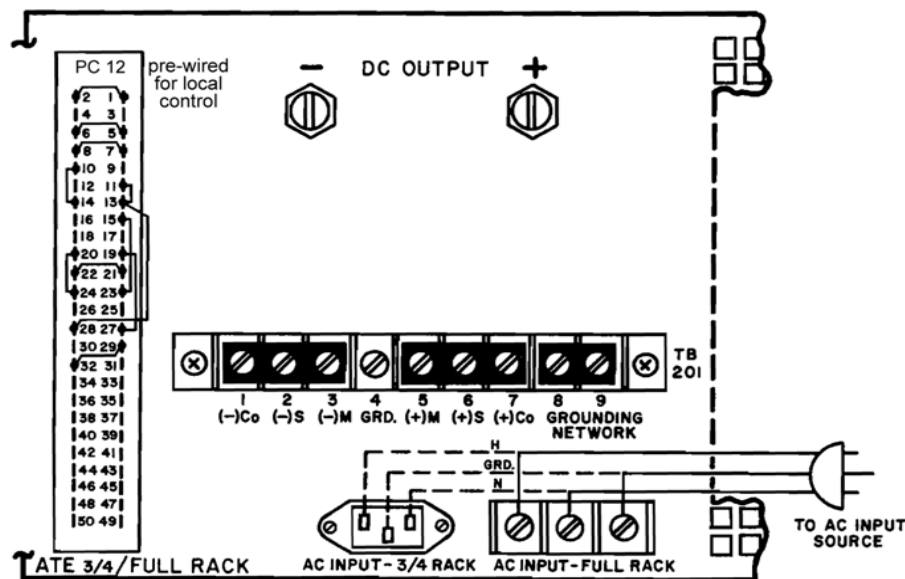 PC 12
pre-wired
for local
control
2 1
4 3
6 5
8 7
10 9
12 11
14 13
16 15
18 17
20 19
22 21
24 23
26 25
28 27
30 29
32 31
34 33
36 35
38 37
40 39
42 41
44 43
46 45
48 47
50 49
− DC OUTPUT +
TB
201
1 2 3 4 5 6 7 8 9
(−)Co (−)S (−)M GRD. (+)M (+)S (+)Co GROUNDING
NETWORK
H
GRD.
N
TO AC INPUT
SOURCE
AC INPUT - 3/4 RACK AC INPUT - FULL RACK
ATE 3/4/FULL RACK